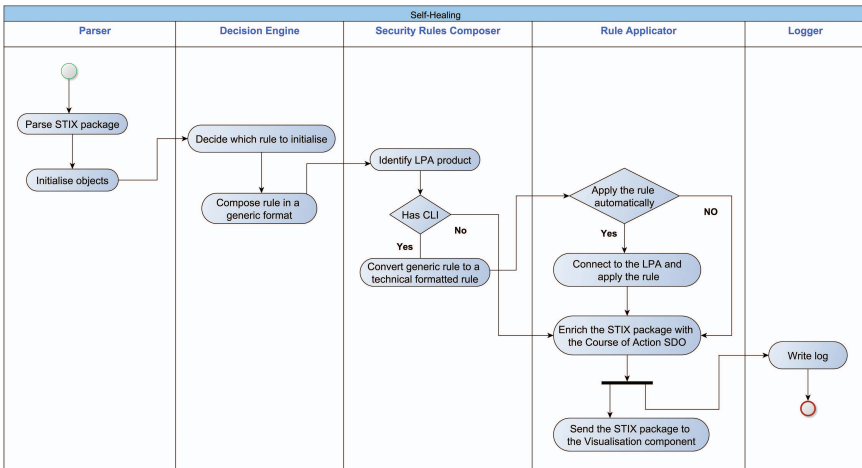 Self-Healing
Parser
Decision Engine
Security Rules Composer
Rule Applicator
Logger
Parse STIX package
Initialise objects
Decide which rule to initialise
Compose rule in a
generic format
Identify LPA product
Has CLI
No
Yes
Convert generic rule to a
technical formatted rule
Apply the rule
automatically
NO
Yes
Connect to the LPA and
apply the rule
Enrich the STIX package with
the Course of Action SDO
Send the STIX package to
the Visualisation component
Write log